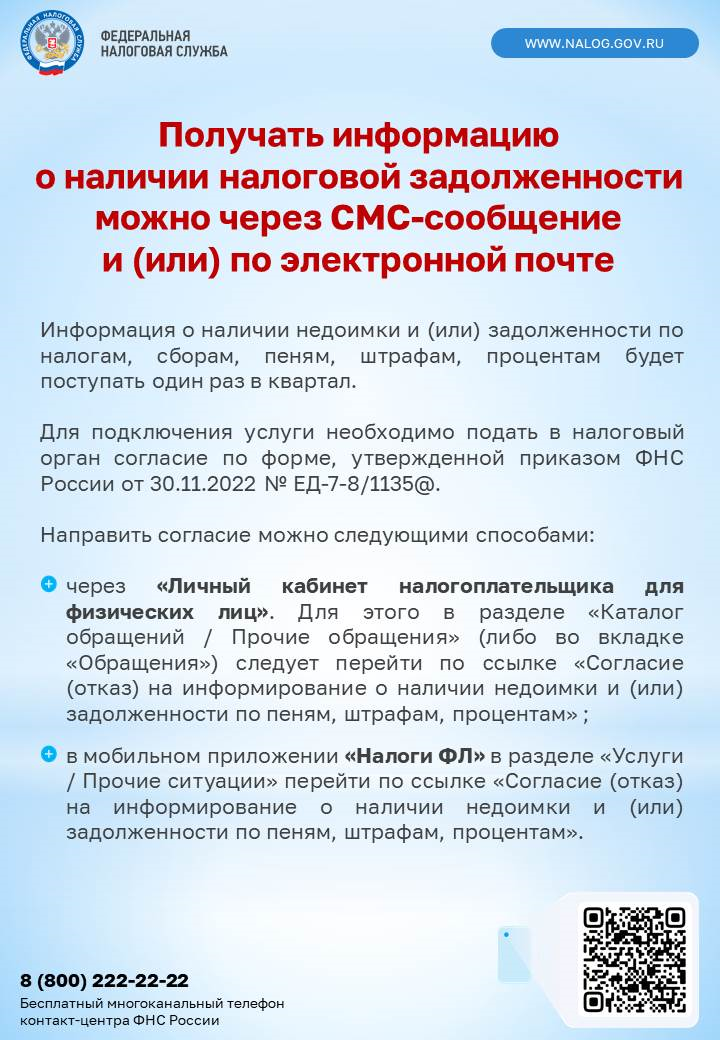 ФЕДЕРАЛЬНАЯ
НАЛОГОВАЯ СЛУЖБА
WWW.NALOG.GOV.RU
Получать информацию
о наличии налоговой задолженности
можно через СМС-сообщение
и (или) по электронной почте
Информация о наличии недоимки и (или) задолженности по
налогам, сборам, пеням, штрафам, процентам будет
поступать один раз в квартал.
Для подключения услуги необходимо подать в налоговый
орган согласие по форме, утвержденной приказом ФНС
России от 30.11.2022 № ЕД-7-8/1135@.
Направить согласие можно следующими способами:
через «Личный кабинет налогоплательщика для
физических лиц». Для этого в разделе «Каталог
обращений / Прочие обращения» (либо во вкладке
«Обращения») следует перейти по ссылке «Согласие
(отказ) на информирование о наличии недоимки и (или)
задолженности по пеням, штрафам, процентам» ;
в мобильном приложении «Налоги ФЛ» в разделе «Услуги
/ Прочие ситуации» перейти по ссылке «Согласие (отказ)
на информирование о наличии недоимки и (или)
задолженности по пеням, штрафам, процентам».
8 (800) 222-22-22
Бесплатный многоканальный телефон
контакт-центра ФНС России